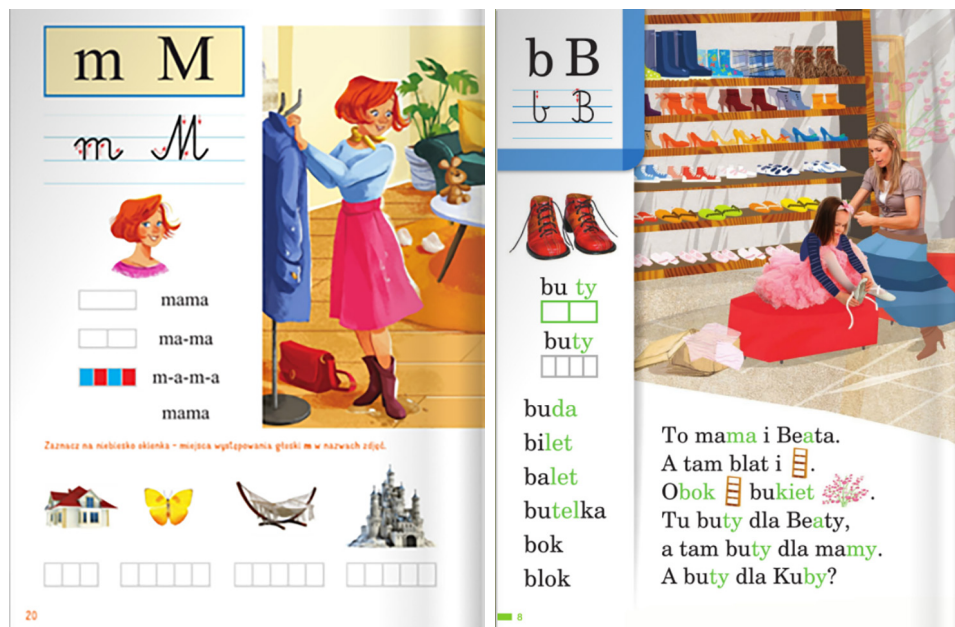 m M
m M
mama
ma-ma
m-a-m-a
mama
Zaznacz na niebiesko okienka – miejsca występowania głoski m w nazwach zdjęć.
20
b B
b B
bu ty
buty
buda
bilet
balet
butelka
bok
blok
To mama i Beata.
A tam blat i .
Obok bukiet .
Tu buty dla Beaty,
a tam buty dla mamy.
A buty dla Kuby?
8